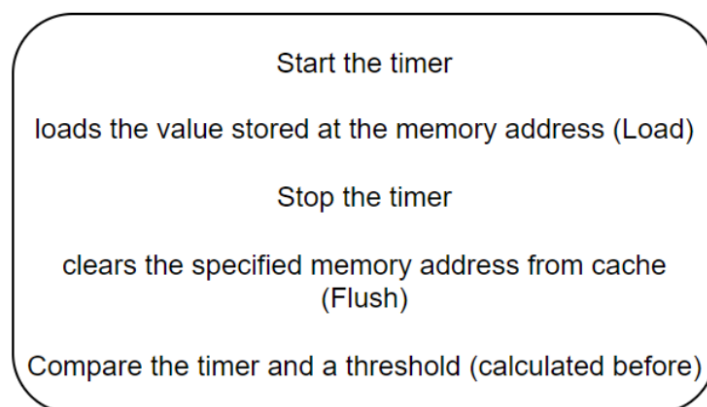 Start the timer
loads the value stored at the memory address (Load)
Stop the timer
clears the specified memory address from cache
(Flush)
Compare the timer and a threshold (calculated before)